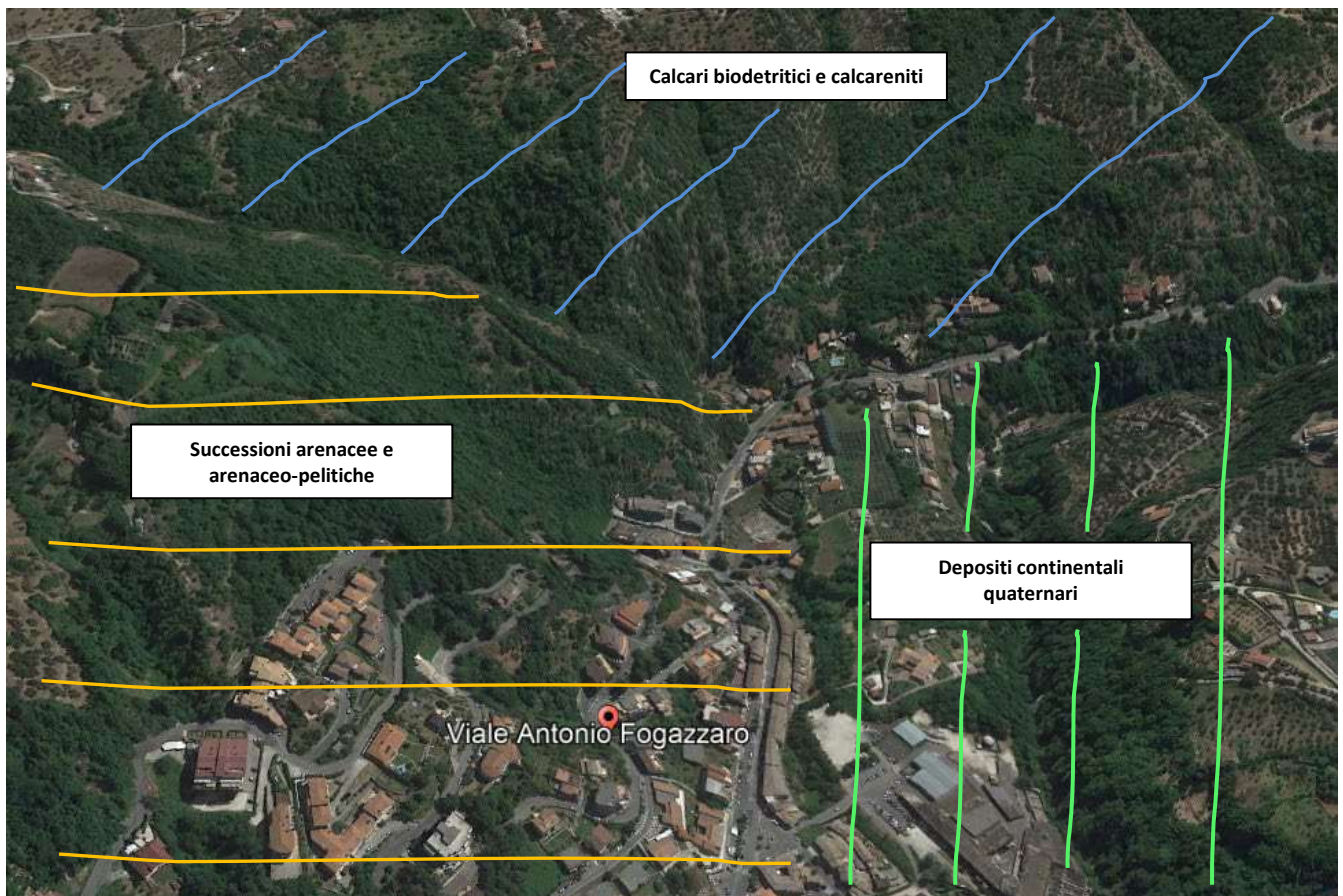 Calcari biodetritici e calcareniti
Successioni arenacee e
arenaceo-pelitiche
Depositi continentali
quaternari
Viale Antonio Fogazzaro